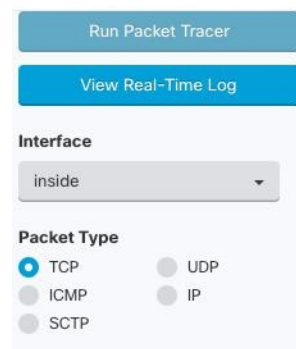 Run Packet Tracer
View Real-Time Log
Interface
inside
Packet Type
TCP UDP
ICMP IP
SCTP